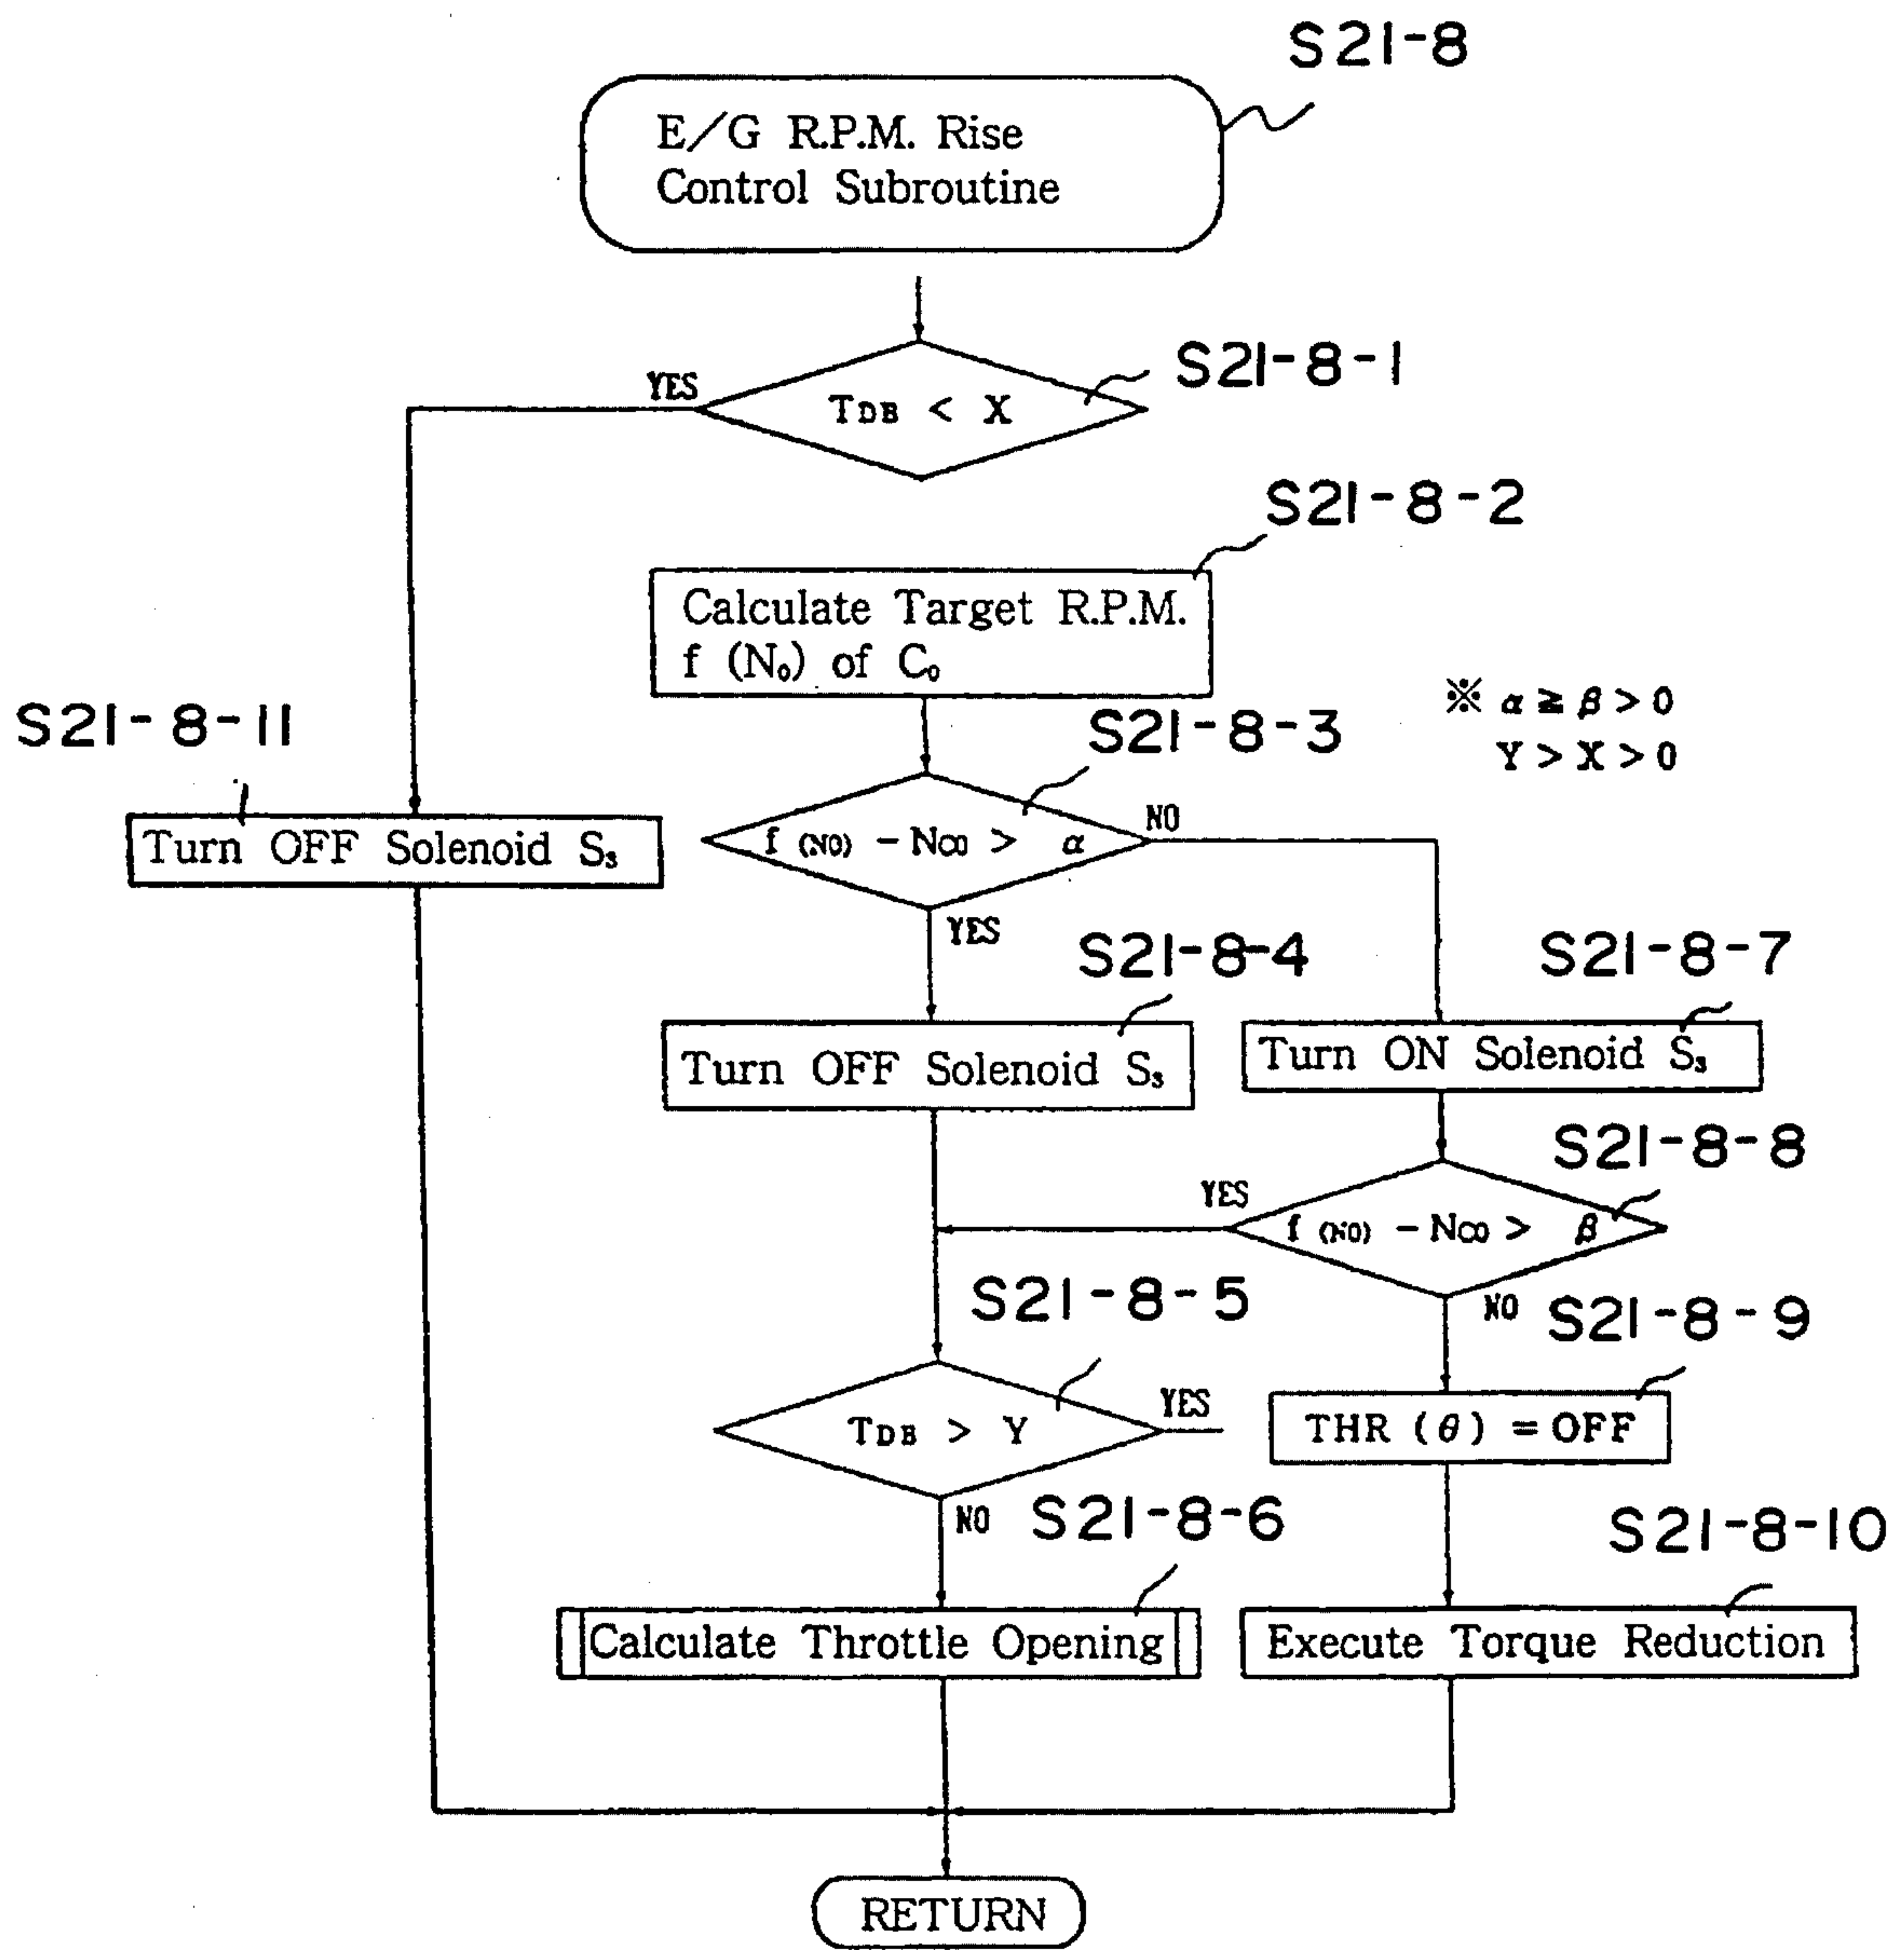 S21-8
E/G R.P.M. Rise
Control Subroutine
S21-8-1
YES
TDB < X
S21-8-2
Calculate Target R.P.M.
f (N₀) of C₀
※ α ≧ β > 0
Y > X > 0
S21-8-11
S21-8-3
Turn OFF Solenoid S₃
f (N0) - NC0 > α
NO
YES
S21-8-4
S21-8-7
Turn OFF Solenoid S₃
Turn ON Solenoid S₃
S21-8-8
YES
f (N0) - NC0 > β
S21-8-5
NO
S21-8-9
TDB > Y
YES
THR (θ) = OFF
NO
S21-8-6
S21-8-10
Calculate Throttle Opening
Execute Torque Reduction
RETURN